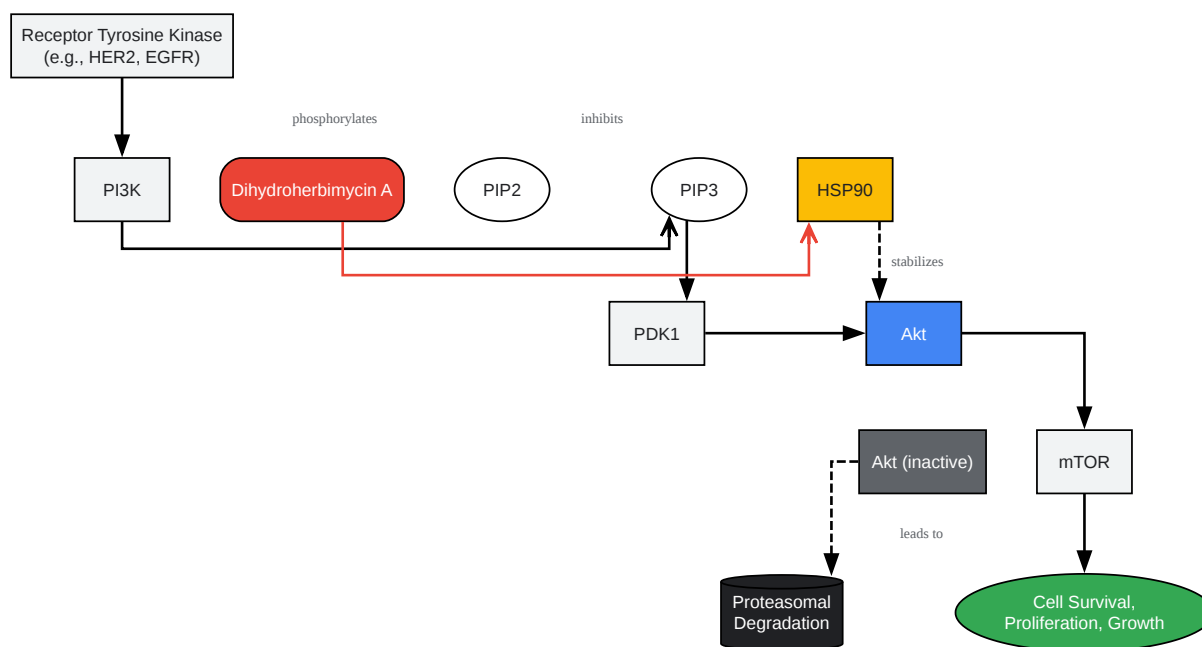 Receptor Tyrosine Kinase
(e.g., HER2, EGFR)
phosphorylates
inhibits
PI3K
Dihydroherbimycin A
PIP2
PIP3
HSP90
stabilizes
PDK1
Akt
Akt (inactive)
mTOR
leads to
Proteasomal
Degradation
Cell Survival,
Proliferation, Growth